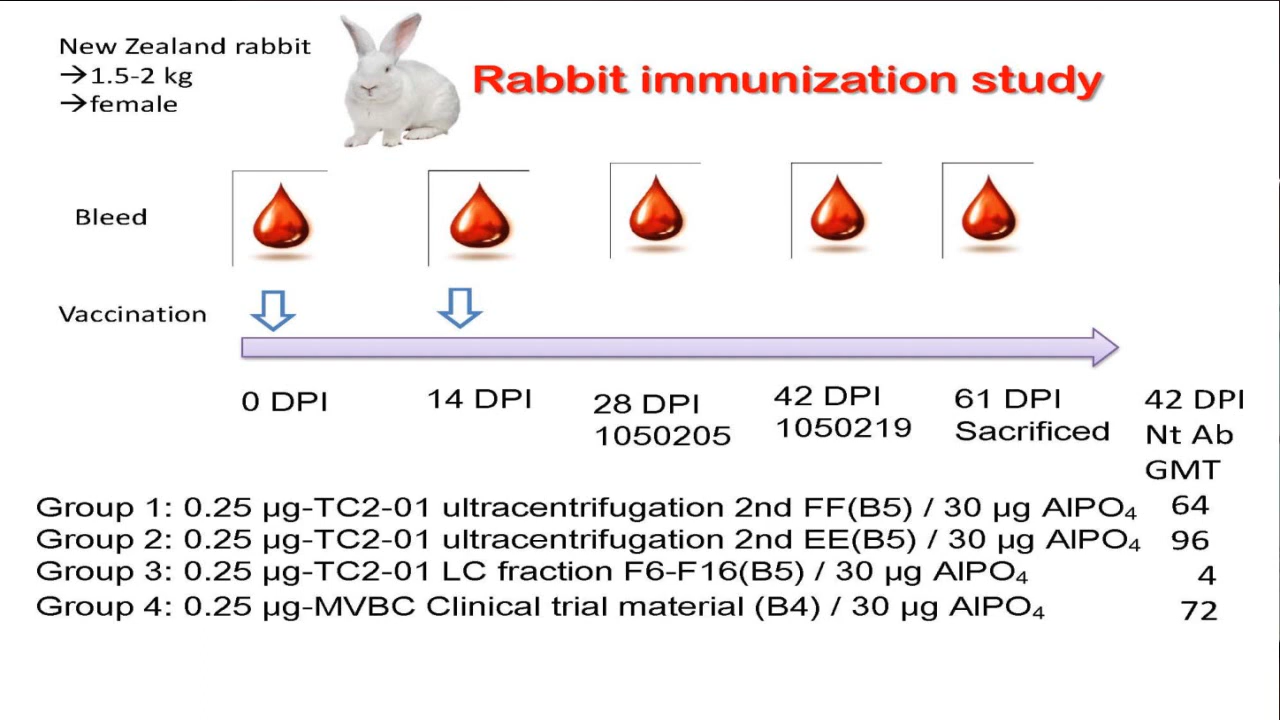 New Zealand rabbit
→1.5-2 kg
→female
Rabbit immunization study
Bleed
Vaccination
0 DPI
14 DPI
28 DPI
1050205
42 DPI
1050219
61 DPI
Sacrificed
42 DPI
Nt Ab
GMT
Group 1: 0.25 µg-TC2-01 ultracentrifugation 2nd FF(B5) / 30 µg AlPO₄ 64
Group 2: 0.25 µg-TC2-01 ultracentrifugation 2nd EE(B5) / 30 µg AlPO₄ 96
Group 3: 0.25 µg-TC2-01 LC fraction F6-F16(B5) / 30 µg AlPO₄ 4
Group 4: 0.25 µg-MVBC Clinical trial material (B4) / 30 µg AlPO₄ 72